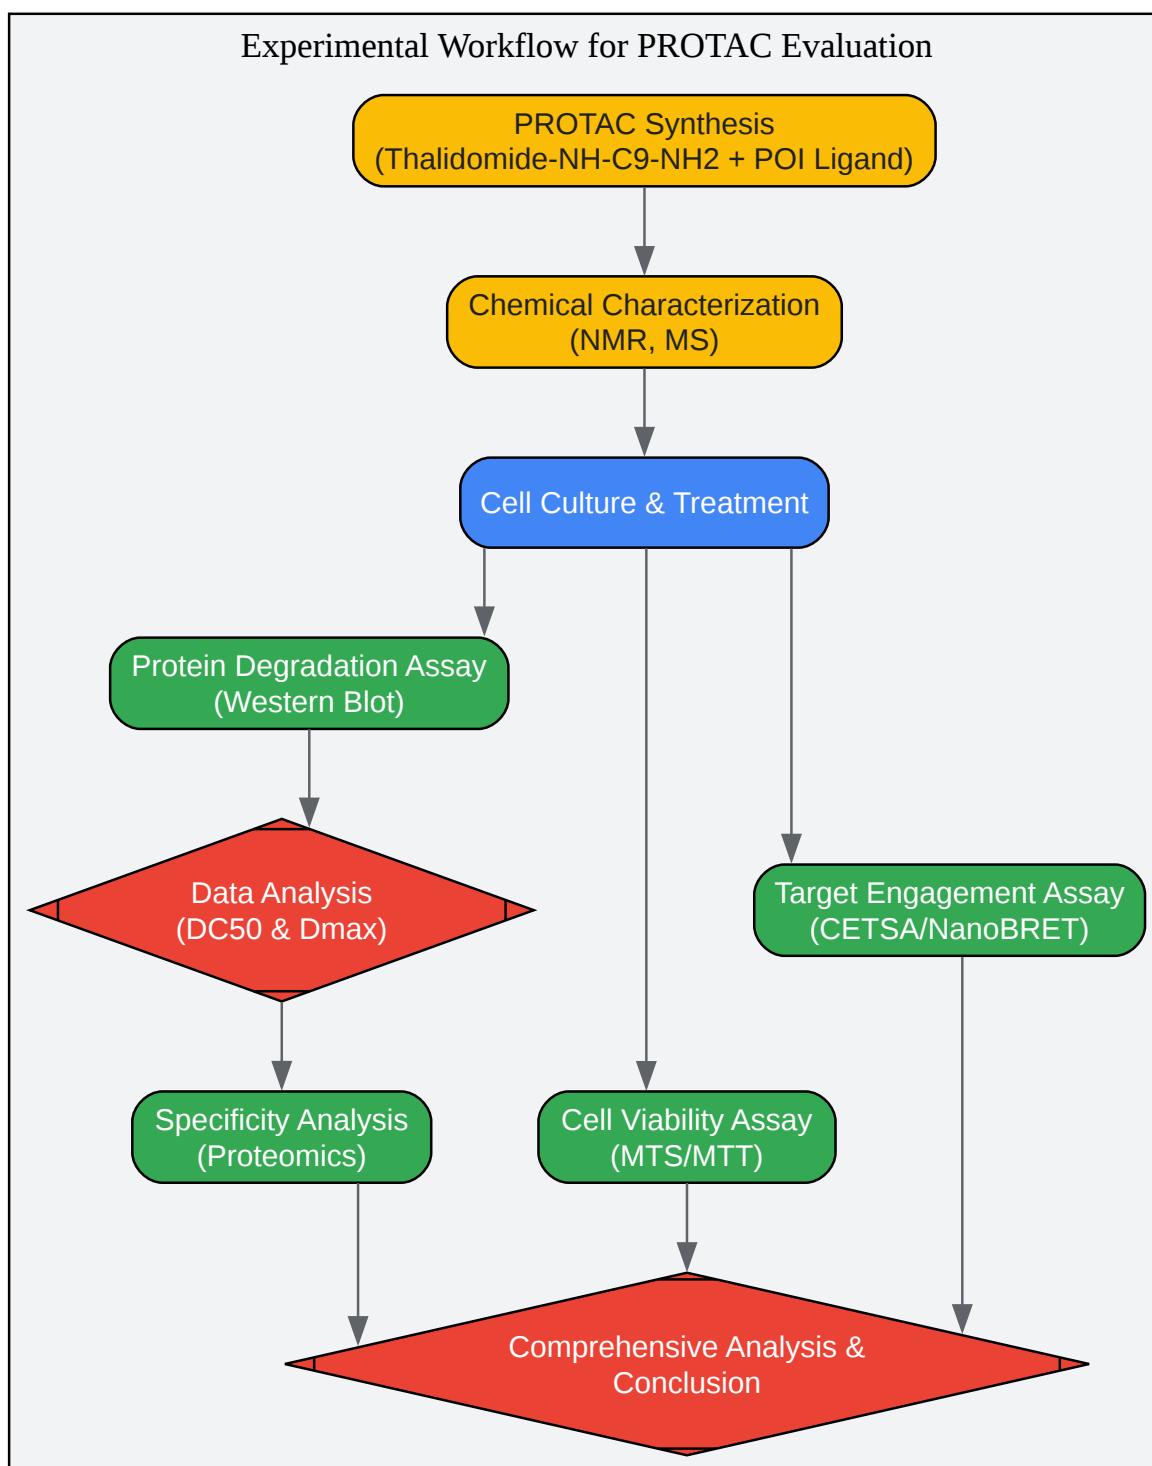 Experimental Workflow for PROTAC Evaluation
PROTAC Synthesis
(Thalidomide-NH-C9-NH2 + POI Ligand)
Chemical Characterization
(NMR, MS)
Cell Culture & Treatment
Protein Degradation Assay
(Western Blot)
Data Analysis
(DC50 & Dmax)
Target Engagement Assay
(CETSA/NanoBRET)
Specificity Analysis
(Proteomics)
Cell Viability Assay
(MTS/MTT)
Comprehensive Analysis &
Conclusion